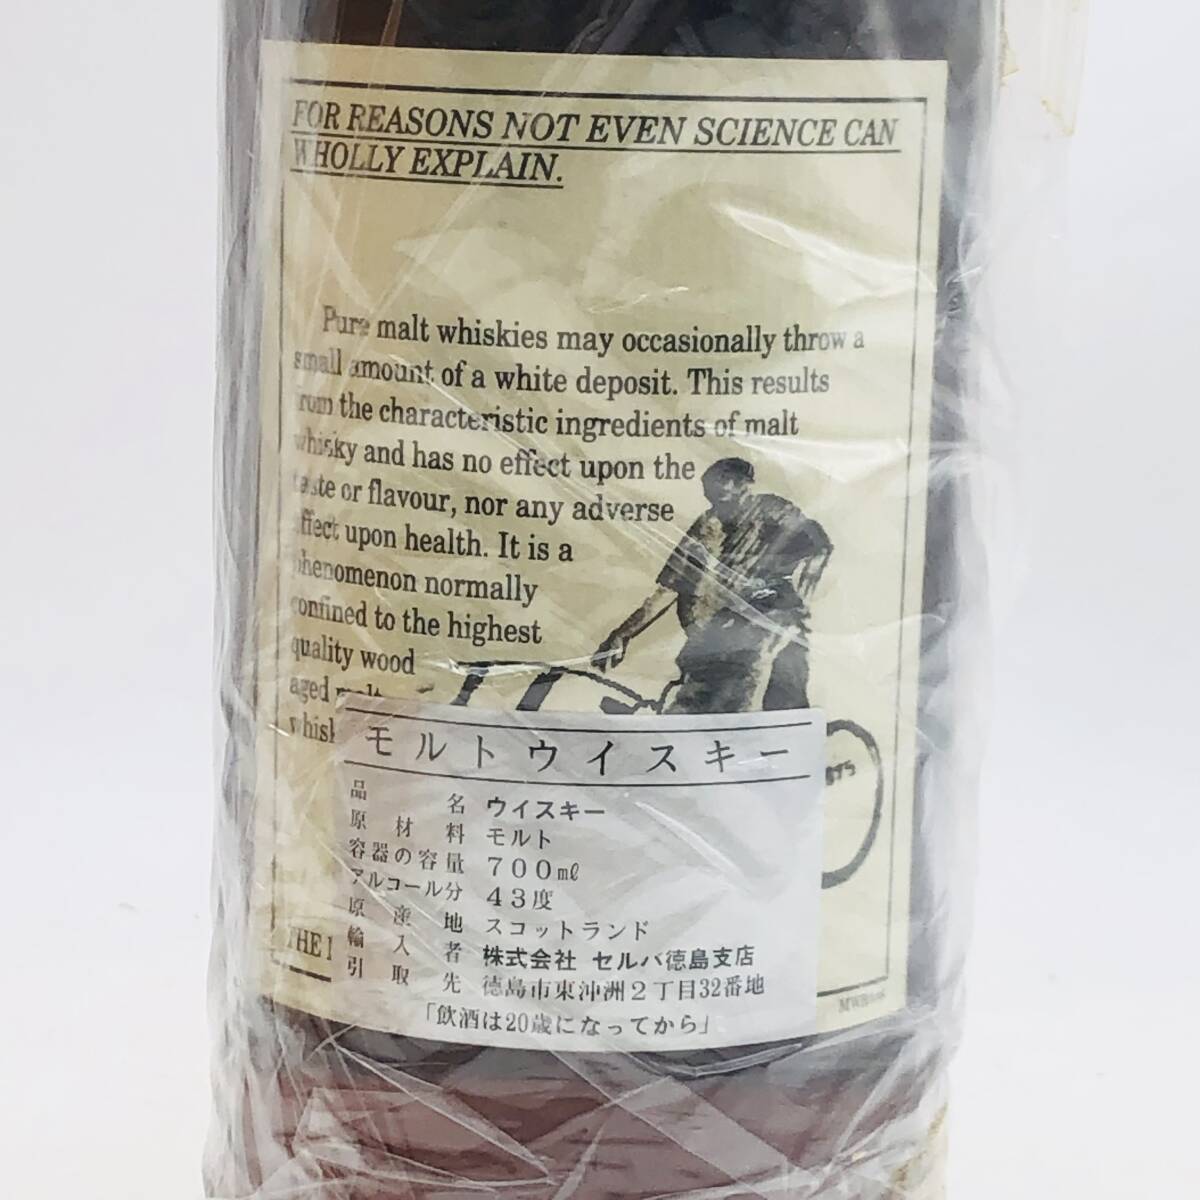 FOR REASONS NOT EVEN SCIENCE CAN
WHOLLY EXPLAIN.
Pure malt whiskies may occasionally throw a
small amount of a white deposit. This results
from the characteristic ingredients of malt
whisky and has no effect upon the
taste or flavour, nor any adverse
effect upon health. It is a
phenomenon normally
confined to the highest
quality wood
aged malt
whisk
モルトウイスキー
品名 ウイスキー
原材料 モルト
容器の容量 700㎖
アルコール分 43度
原産地 スコットランド
輸入者 株式会社 セルバ徳島支店
引取先 徳島市東沖洲2丁目32番地
「飲酒は20歳になってから」
THE